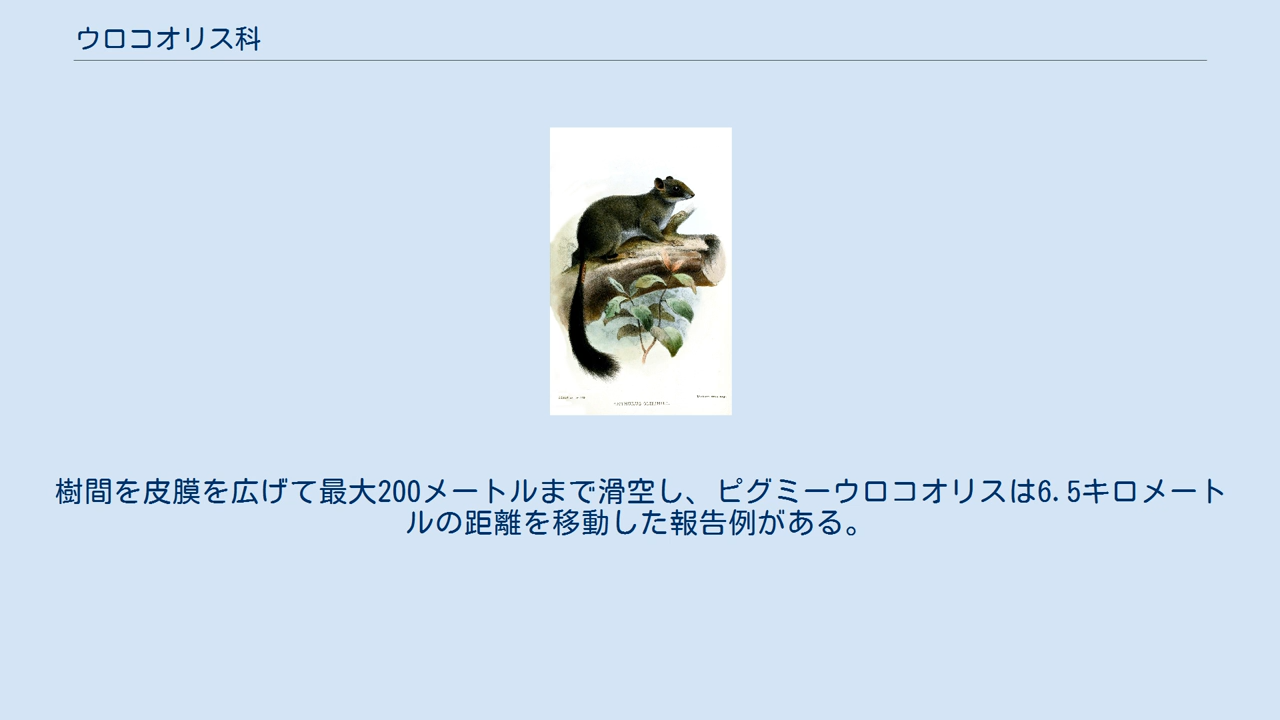 ウロコオリス科
樹間を皮膜を広げて最大200メートルまで滑空し、ピグミーウロコオリスは6.5キロメート
ルの距離を移動した報告例がある。